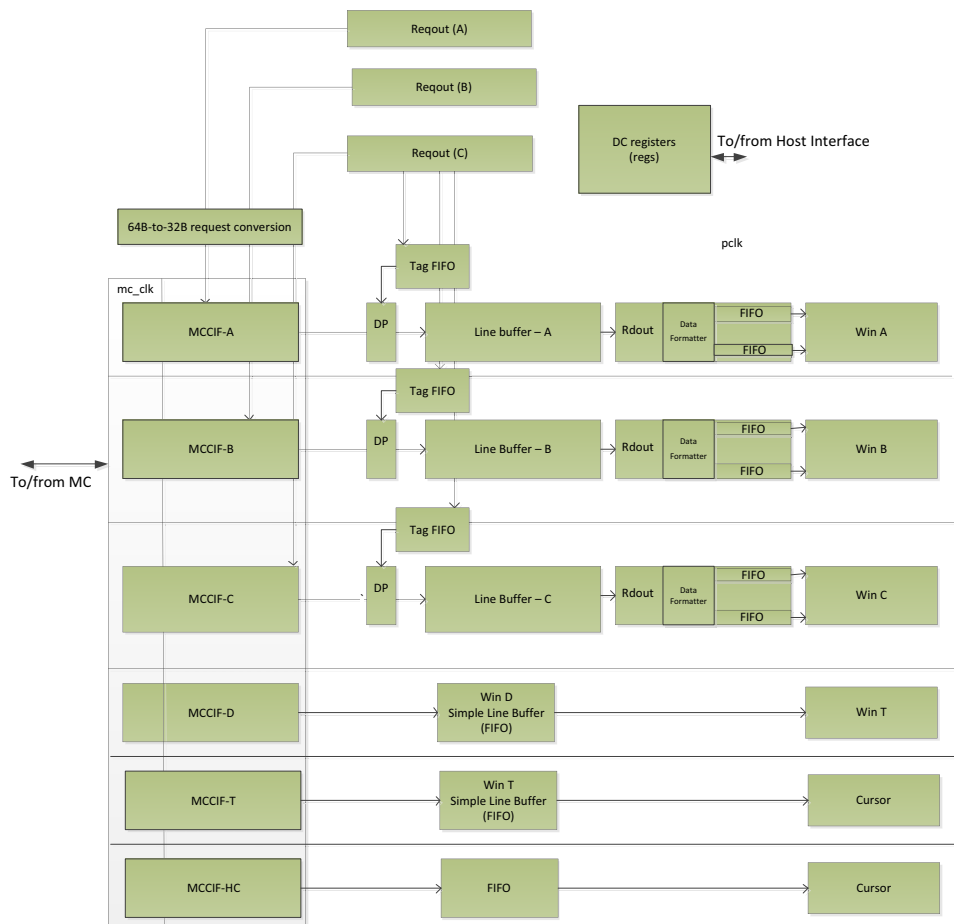 Reqout (A)
Reqout (B)
Reqout (C)
DC registers
(regs)
To/from Host Interface
64B-to-32B request conversion
pclk
Tag FIFO
mc_clk
MCCIF-A
DP
Line buffer – A
Rdout
Data
Formatter
FIFO
FIFO
Win A
Tag FIFO
MCCIF-B
DP
Line Buffer – B
Rdout
Data
Formatter
FIFO
FIFO
Win B
To/from MC
Tag FIFO
MCCIF-C
DP
Line Buffer – C
Rdout
Data
Formatter
FIFO
FIFO
Win C
MCCIF-D
Win D
Simple Line Buffer
(FIFO)
Win T
MCCIF-T
Win T
Simple Line Buffer
(FIFO)
Cursor
MCCIF-HC
FIFO
Cursor